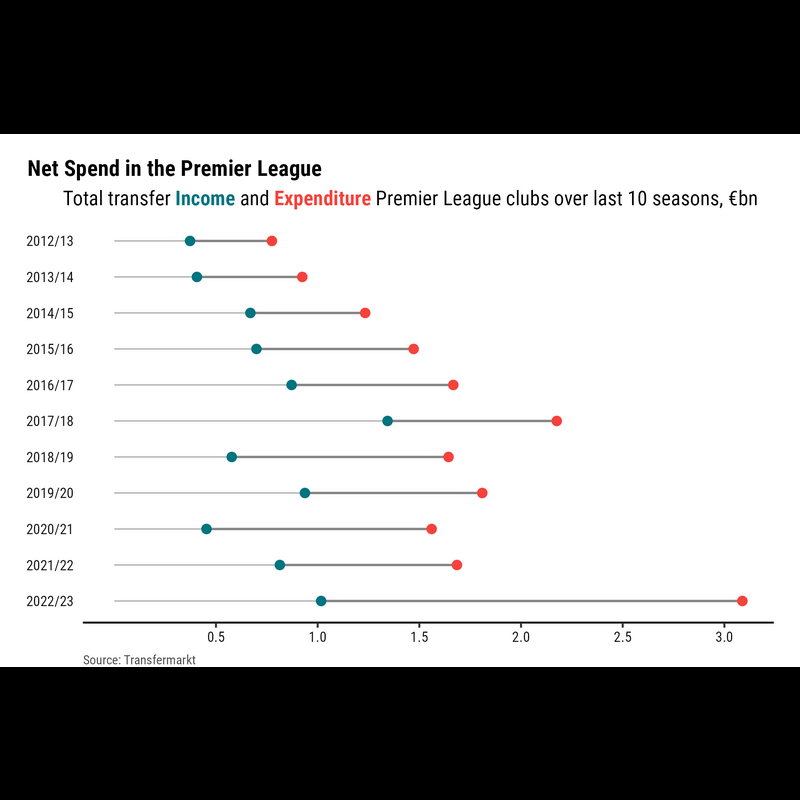 Net Spend in the Premier League
Total transfer Income and Expenditure Premier League clubs over last 10 seasons, €bn
2012/13
2013/14
2014/15
2015/16
2016/17
2017/18
2018/19
2019/20
2020/21
2021/22
2022/23
0.5 1.0 1.5 2.0 2.5 3.0
Source: Transfermarkt